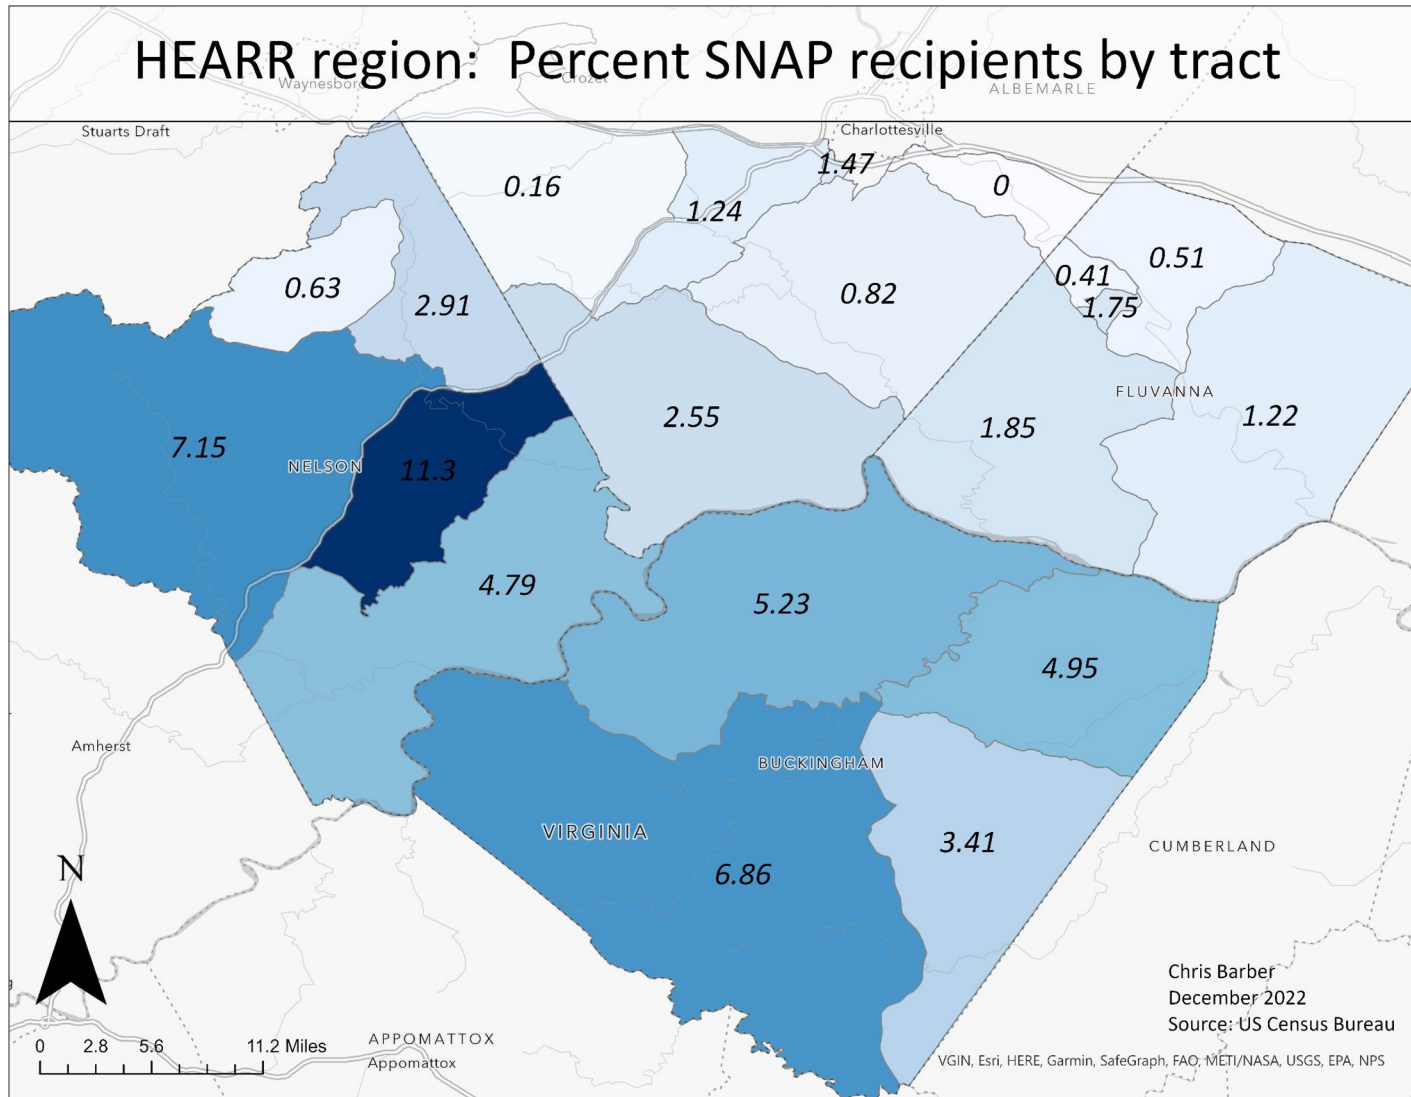 HEARR region:  Percent SNAP recipients by tract
Waynesboro
Crozet
ALBEMARLE
Stuarts Draft
Charlottesville
1.47
0.16
0
1.24
0.51
0.63
0.41
0.82
2.91
1.75
FLUVANNA
2.55
1.85
1.22
7.15
NELSON
11.3
4.79
5.23
4.95
Amherst
BUCKINGHAM
VIRGINIA
3.41
CUMBERLAND
6.86
N
Chris Barber
December 2022
Source: US Census Bureau
0 2.8 5.6 11.2 Miles
APPOMATTOX
Appomattox
VGIN, Esri, HERE, Garmin, SafeGraph, FAO, METI/NASA, USGS, EPA, NPS